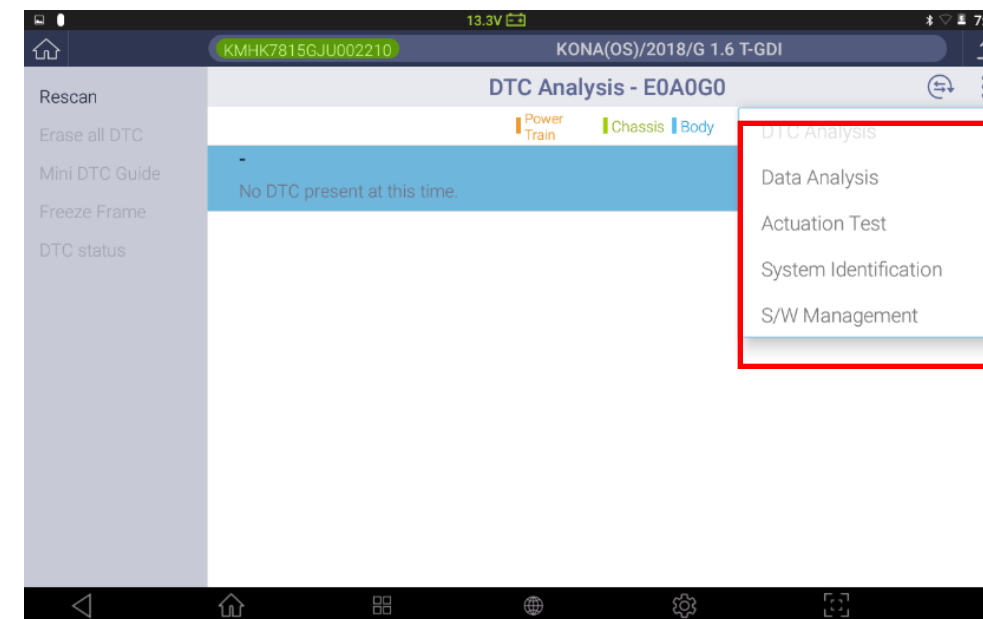 13.3V
KMHK7815GJU002210
KONA(OS)/2018/G 1.6 T-GDI
Rescan
Erase all DTC
Mini DTC Guide
Freeze Frame
DTC status
DTC Analysis - E0A0G0
Power
Train
Chassis
Body
-
No DTC present at this time.
DTC Analysis
Data Analysis
Actuation Test
System Identification
S/W Management